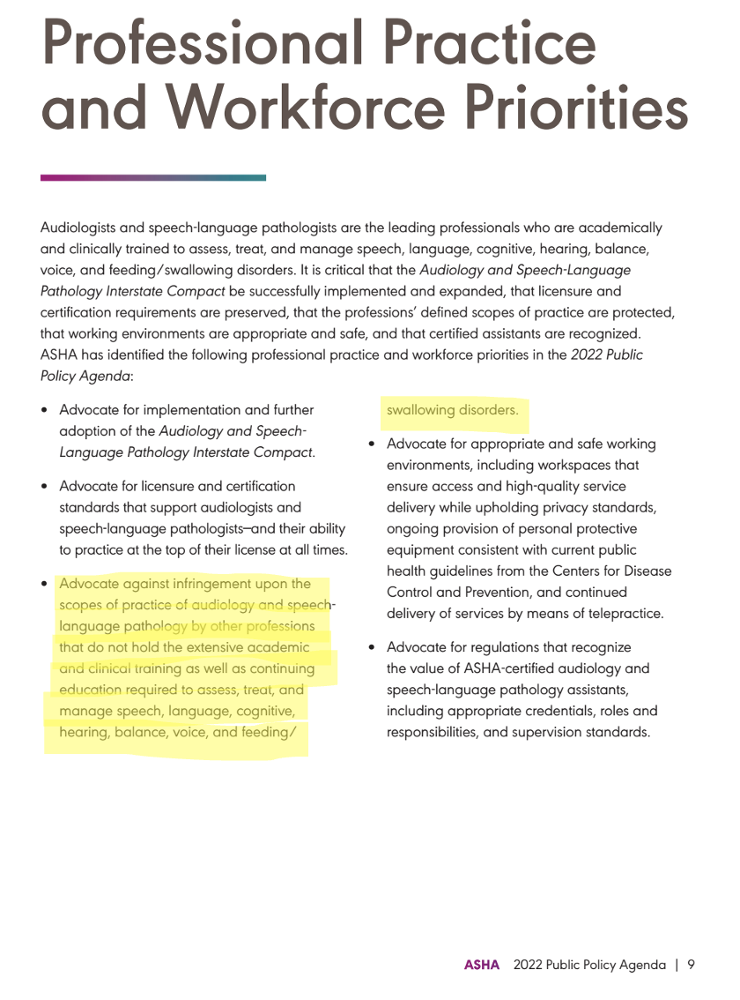 Professional Practice
and Workforce Priorities
Audiologists and speech-language pathologists are the leading professionals who are academically
and clinically trained to assess, treat, and manage speech, language, cognitive, hearing, balance,
voice, and feeding/swallowing disorders. It is critical that the Audiology and Speech-Language
Pathology Interstate Compact be successfully implemented and expanded, that licensure and
certification requirements are preserved, that the professions’ defined scopes of practice are protected,
that working environments are appropriate and safe, and that certified assistants are recognized.
ASHA has identified the following professional practice and workforce priorities in the 2022 Public
Policy Agenda:
• Advocate for implementation and further
adoption of the Audiology and Speech-
Language Pathology Interstate Compact.
• Advocate for licensure and certification
standards that support audiologists and
speech-language pathologists—and their ability
to practice at the top of their license at all times.
• Advocate against infringement upon the
scopes of practice of audiology and speech-
language pathology by other professions
that do not hold the extensive academic
and clinical training as well as continuing
education required to assess, treat, and
manage speech, language, cognitive,
hearing, balance, voice, and feeding/
swallowing disorders.
• Advocate for appropriate and safe working
environments, including workspaces that
ensure access and high-quality service
delivery while upholding privacy standards,
ongoing provision of personal protective
equipment consistent with current public
health guidelines from the Centers for Disease
Control and Prevention, and continued
delivery of services by means of telepractice.
• Advocate for regulations that recognize
the value of ASHA-certified audiology and
speech-language pathology assistants,
including appropriate credentials, roles and
responsibilities, and supervision standards.
ASHA 2022 Public Policy Agenda | 9